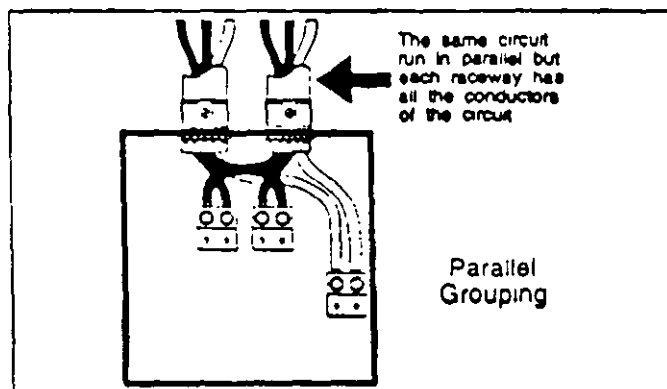 The same circuit
run in parallel but
each raceway has
all the conductors
of the circuit
Parallel
Grouping